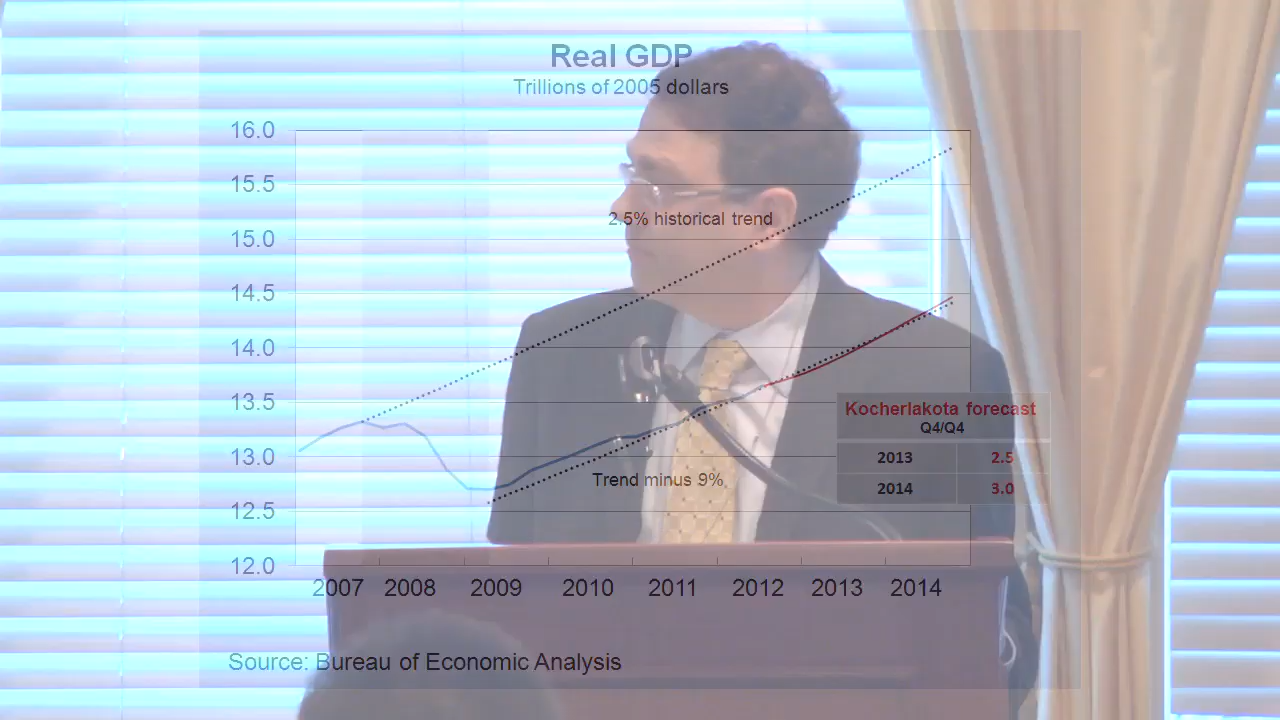 Real GDP
Trillions of 2005 dollars
16.0
15.5
15.0
14.5
14.0
13.5
13.0
12.5
12.0
2.5% historical trend
Trend minus 9%
Kocherlakota forecast
Q4/Q4
2013 2.5
2014 3.0
2007 2008 2009 2010 2011 2012 2013 2014
Source: Bureau of Economic Analysis